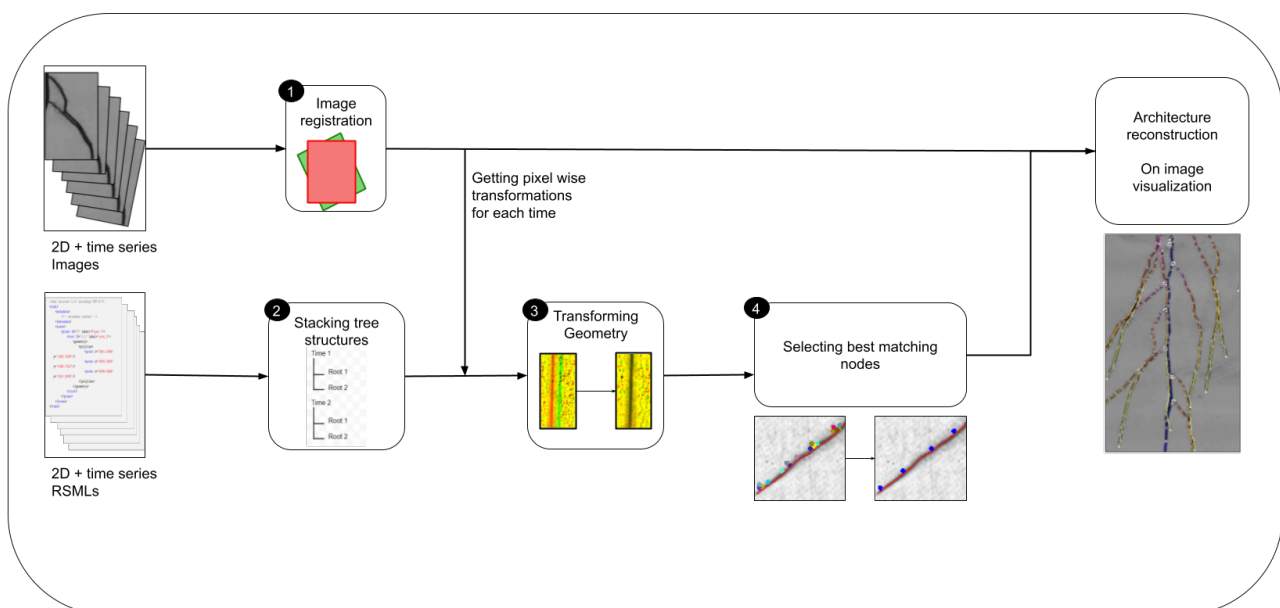 1
Image
registration
Architecture
reconstruction
On image
visualization
Getting pixel wise
transformations
for each time
2D + time series
Images
2
Stacking tree
structures
Time 1
Root 1
Root 2
Time 2
Root 1
Root 2
3
Transforming
Geometry
4
Selecting best matching
nodes
2D + time series
RSMLs